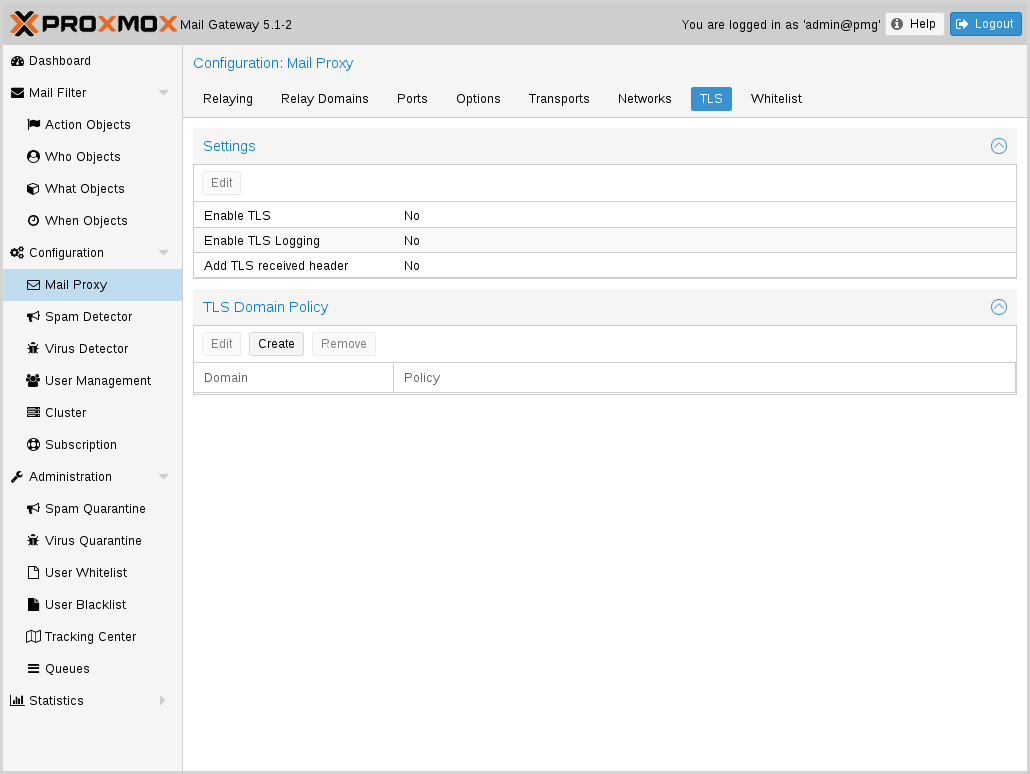 PROXMOX Mail Gateway 5.1-2 You are logged in as 'admin@pmg' Help Logout
Dashboard
Mail Filter
Action Objects
Who Objects
What Objects
When Objects
Configuration
Mail Proxy
Spam Detector
Virus Detector
User Management
Cluster
Subscription
Administration
Spam Quarantine
Virus Quarantine
User Whitelist
User Blacklist
Tracking Center
Queues
Statistics
Configuration: Mail Proxy
Relaying Relay Domains Ports Options Transports Networks TLS Whitelist
Settings
Edit
Enable TLS No
Enable TLS Logging No
Add TLS received header No
TLS Domain Policy
Edit Create Remove
Domain Policy